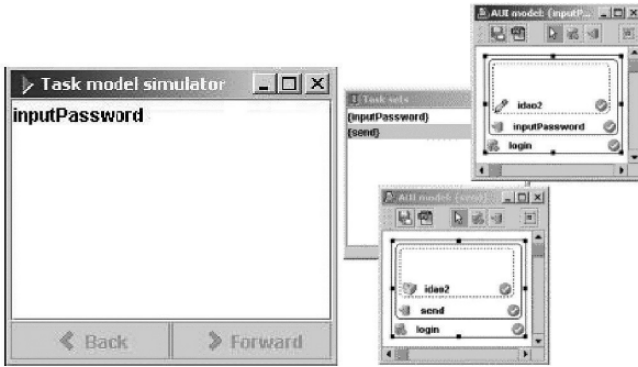 Task model simulator
inputPassword
Back
Forward
Task sets
{inputPassword}
{send}
AUI model: {inputP...
idao2
inputPassword
login
AUI model: {send}...
idao2
send
login